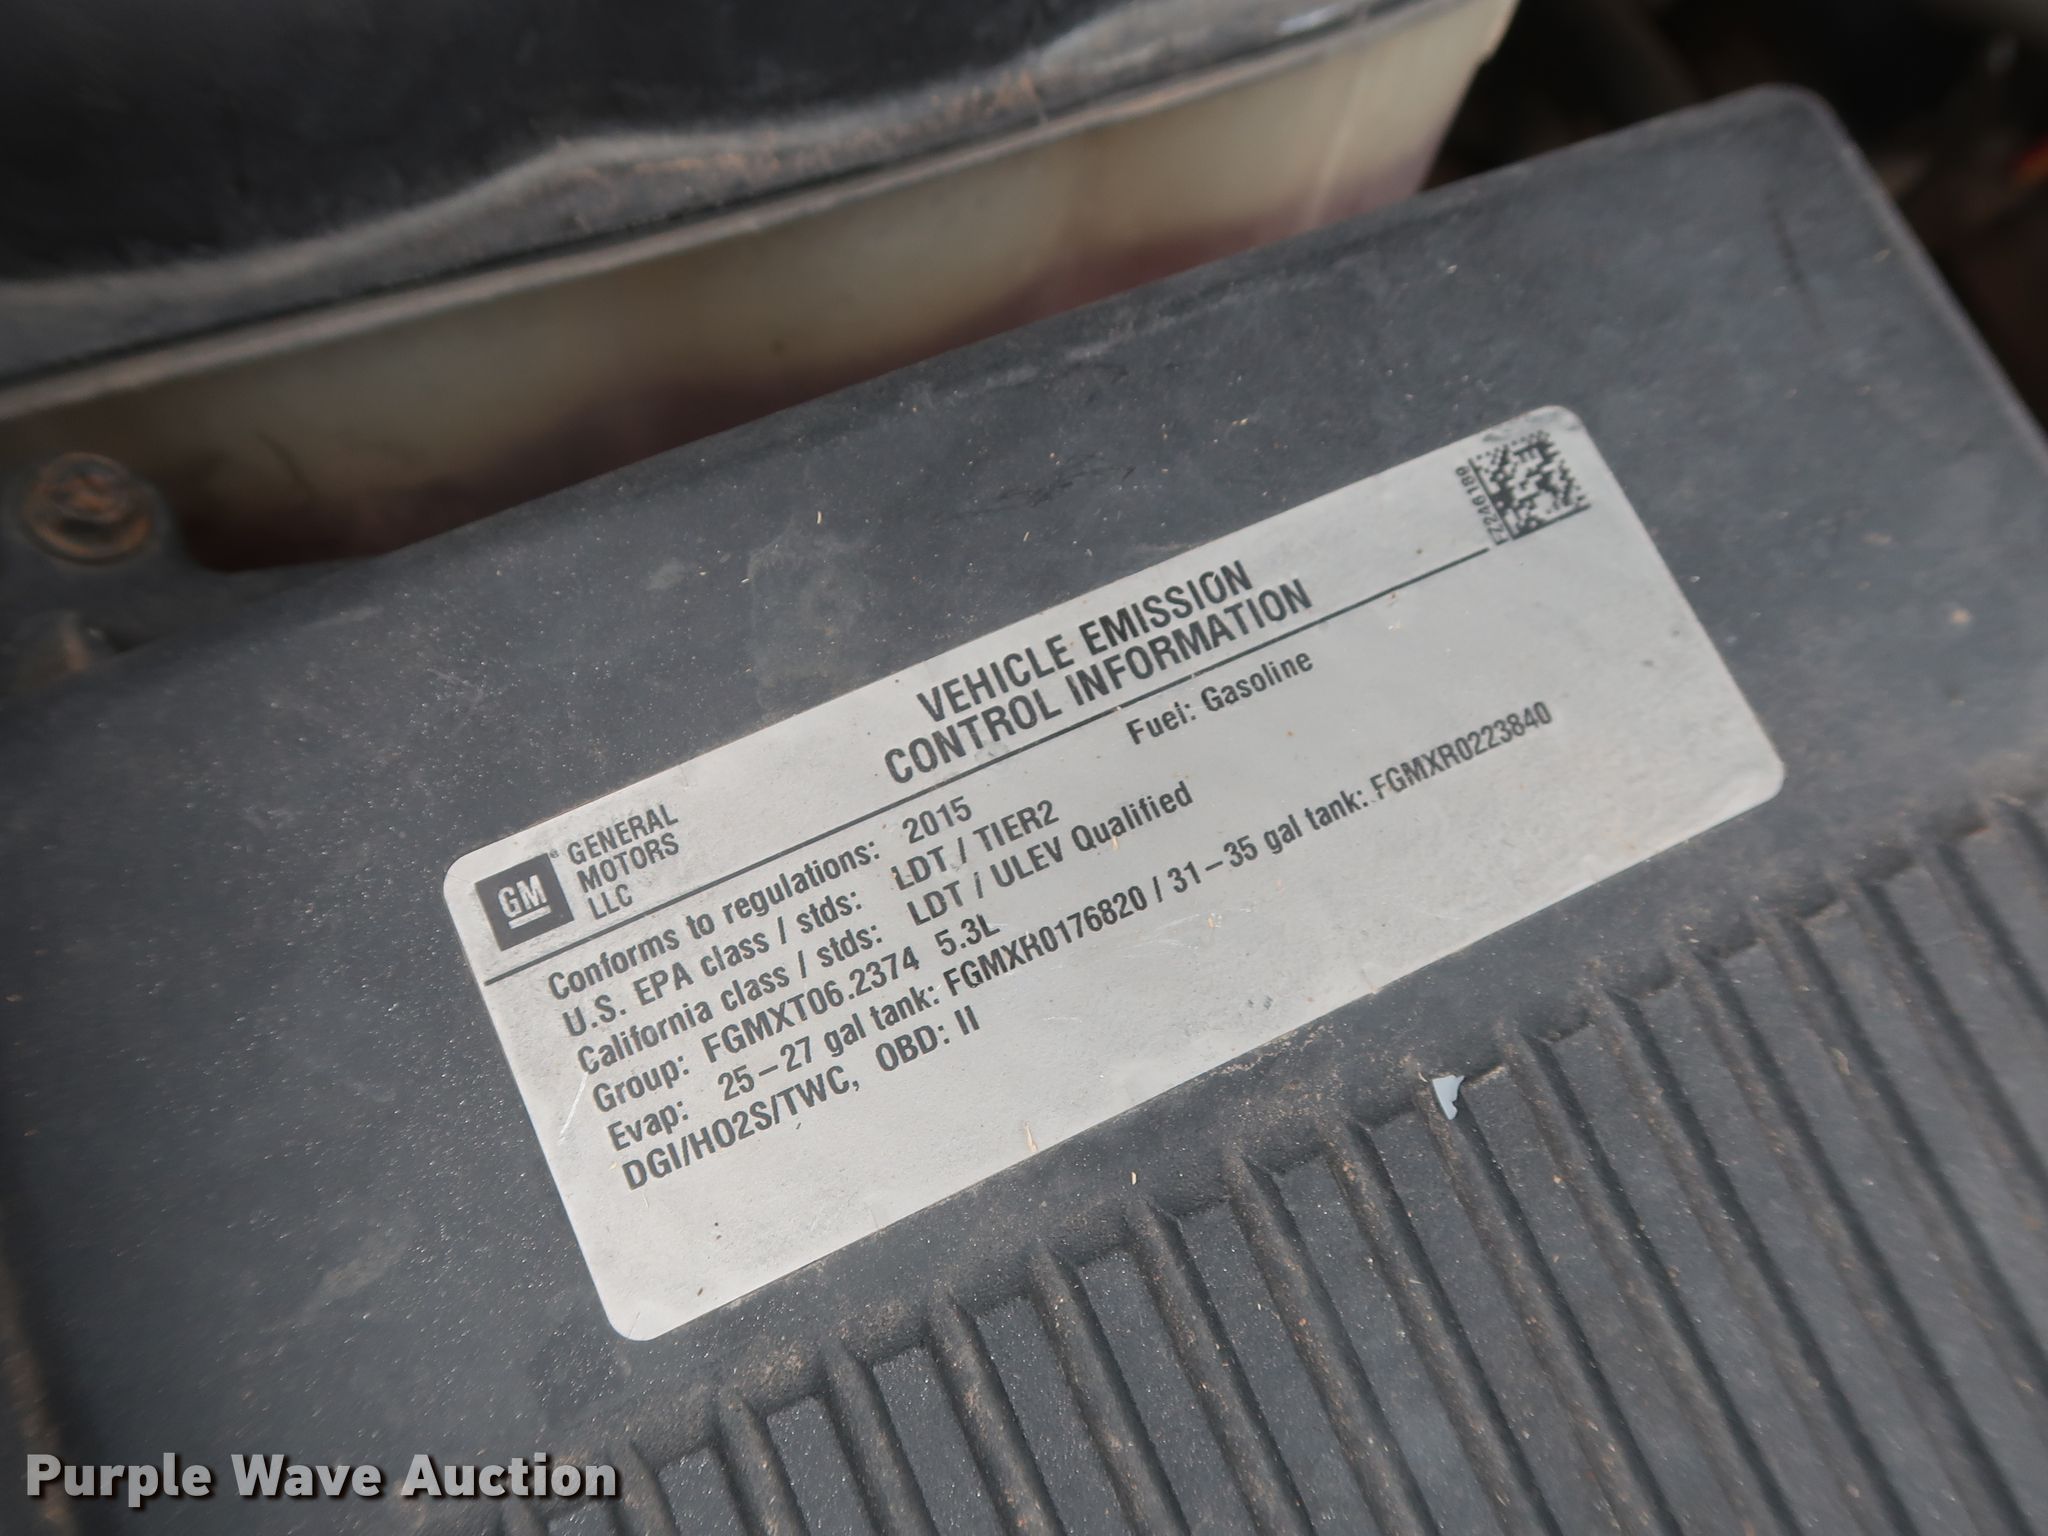 GM
GENERAL
MOTORS
LLC
VEHICLE EMISSION
CONTROL INFORMATION
Conforms to regulations: 2015 Fuel: Gasoline
U.S. EPA class / stds: LDT / TIER2
California class / stds: LDT / ULEV Qualified
Group: FGMXT06.2374 5.3L
Evap: 25–27 gal tank: FGMXR0176820 / 31–35 gal tank: FGMXR0223840
DGI/HO2S/TWC, OBD: II
Purple Wave Auction